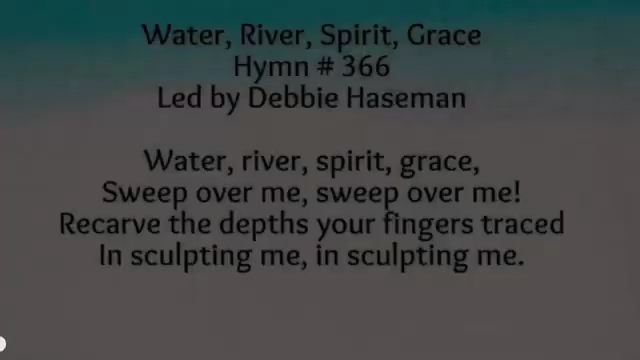 Water, River, Spirit, Grace
Hymn # 366
Led by Debbie Haseman
Water, river, spirit, grace,
Sweep over me, sweep over me!
Recarve the depths your fingers traced
In sculpting me, in sculpting me.